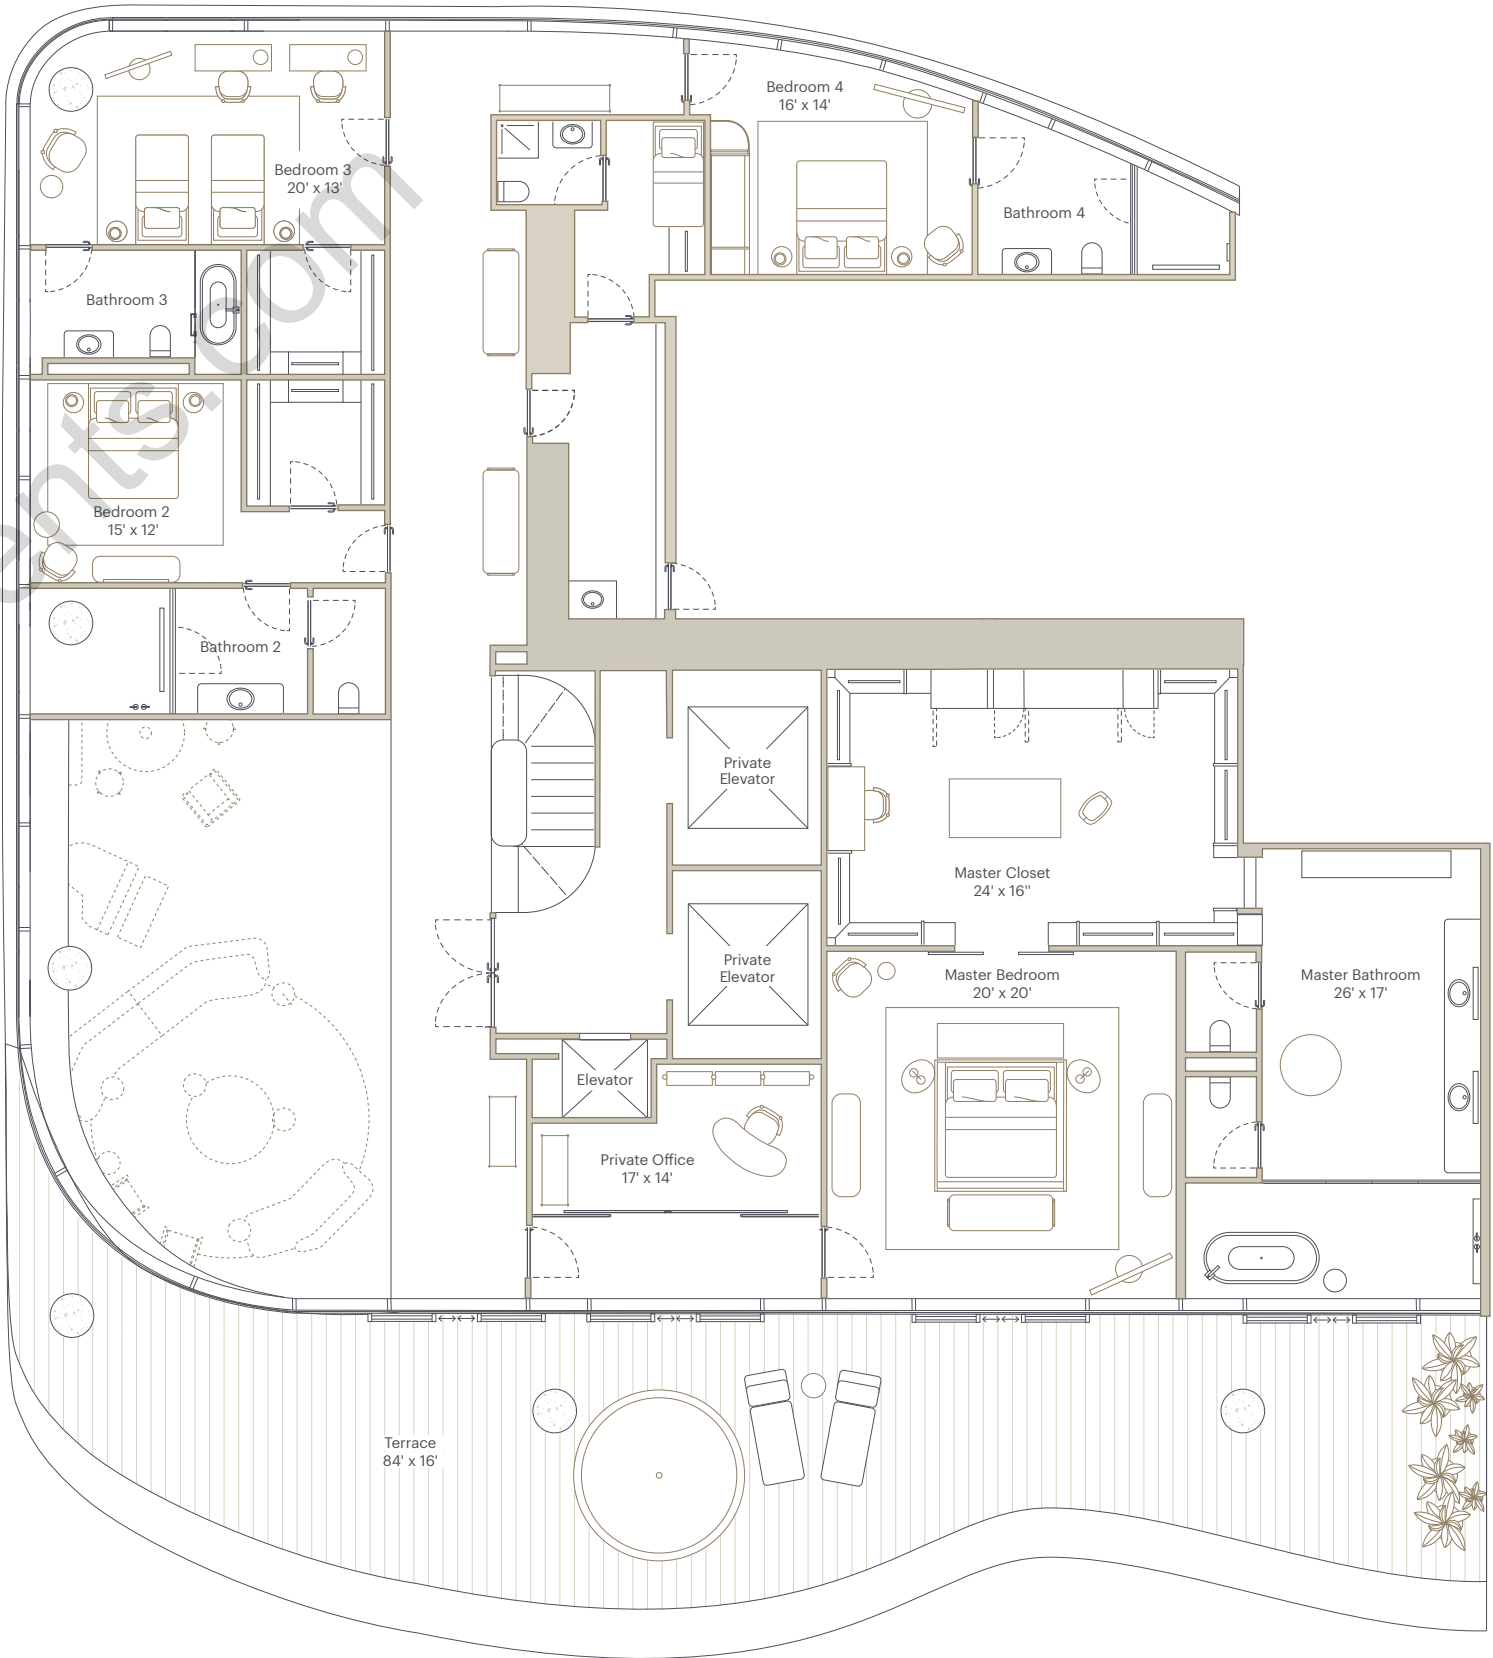 Bedroom 4
16' x 14'
Bedroom 3
20' x 13'
Bathroom 4
Bathroom 3
Bedroom 2
15' x 12'
Bathroom 2
Private
Elevator
Master Closet
24' x 16"
Private
Elevator
Master Bedroom
20' x 20'
Master Bathroom
26' x 17'
Elevator
Private Office
17' x 14'
Terrace
84' x 16'
ents.com